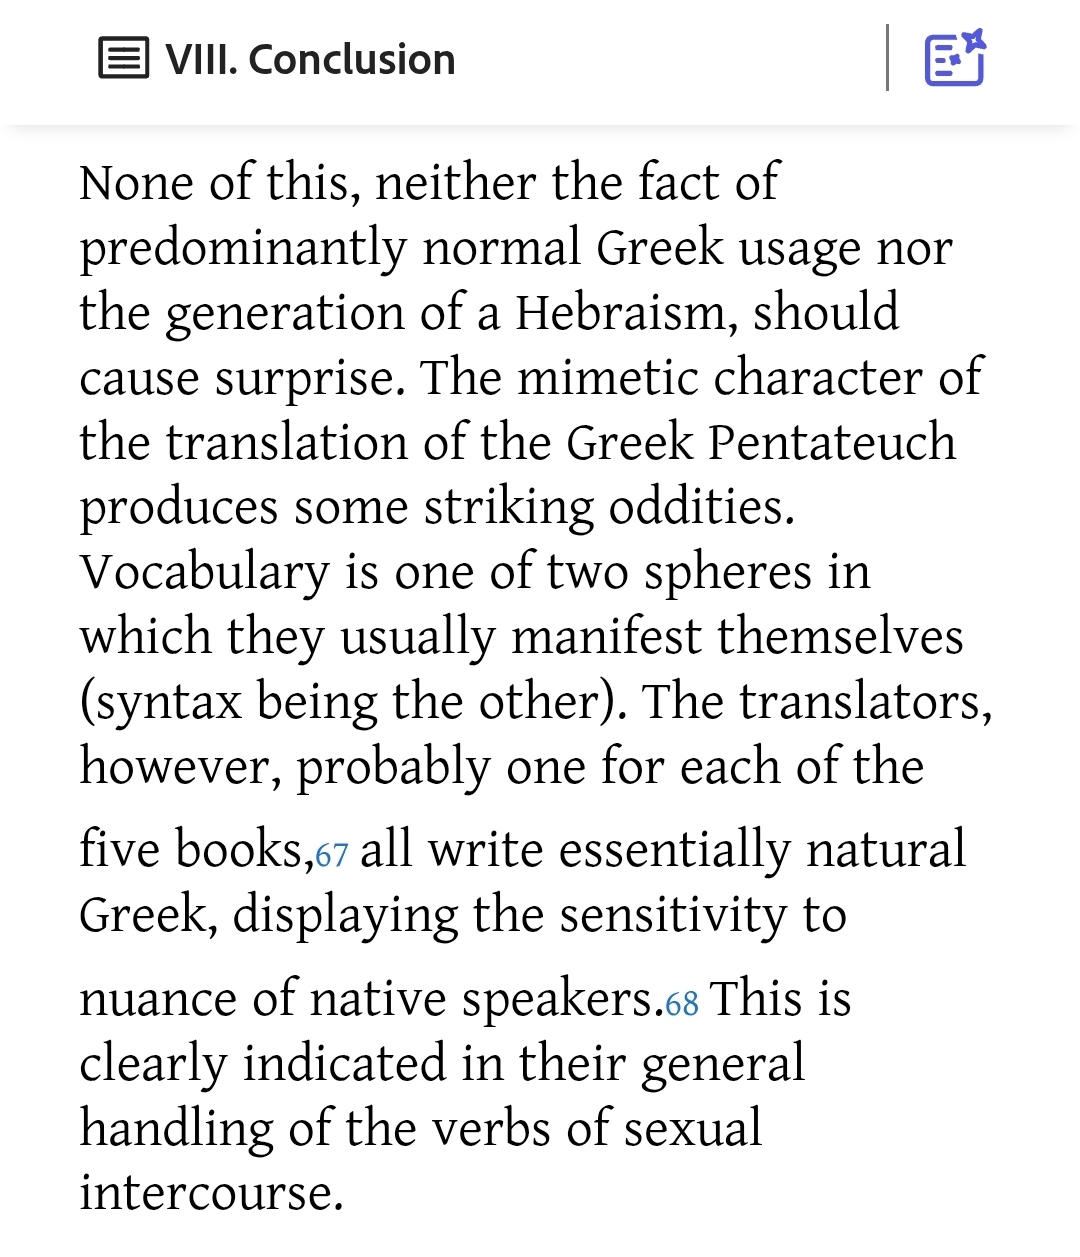 VIII. Conclusion
None of this, neither the fact of
predominantly normal Greek usage nor
the generation of a Hebraism, should
cause surprise. The mimetic character of
the translation of the Greek Pentateuch
produces some striking oddities.
Vocabulary is one of two spheres in
which they usually manifest themselves
(syntax being the other). The translators,
however, probably one for each of the
five books,67 all write essentially natural
Greek, displaying the sensitivity to
nuance of native speakers.68 This is
clearly indicated in their general
handling of the verbs of sexual
intercourse.